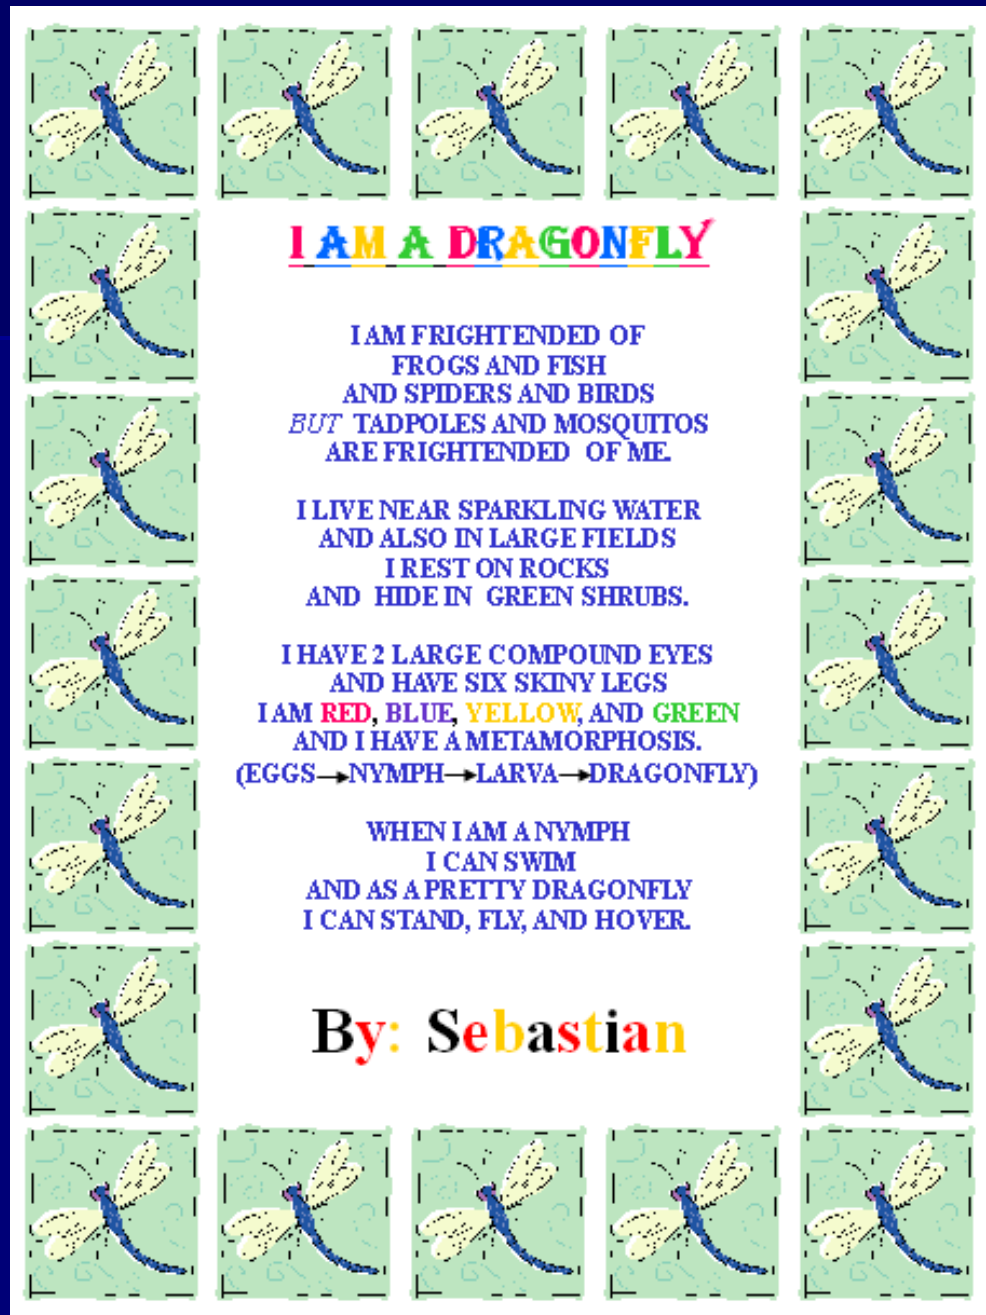 I AM A DRAGONFLY
I AM FRIGHTENDED OF
FROGS AND FISH
AND SPIDERS AND BIRDS
BUT TADPOLES AND MOSQUITOS
ARE FRIGHTENDED OF ME.
I LIVE NEAR SPARKLING WATER
AND ALSO IN LARGE FIELDS
I REST ON ROCKS
AND HIDE IN GREEN SHRUBS.
I HAVE 2 LARGE COMPOUND EYES
AND HAVE SIX SKINY LEGS
I AM RED, BLUE, YELLOW, AND GREEN
AND I HAVE A METAMORPHOSIS.
(EGGS→NYMPH→LARVA→DRAGONFLY)
WHEN I AM A NYMPH
I CAN SWIM
AND AS A PRETTY DRAGONFLY
I CAN STAND, FLY, AND HOVER.
By: Sebastian